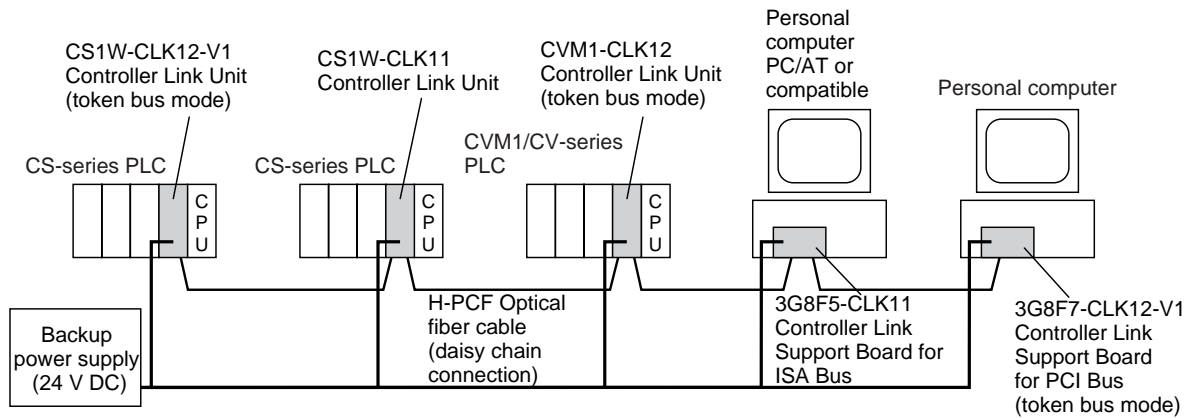 CS1W-CLK12-V1
Controller Link Unit
(token bus mode)
CS1W-CLK11
Controller Link Unit
CVM1-CLK12
Controller Link Unit
(token bus mode)
Personal
computer
PC/AT or
compatible
Personal computer
CS-series PLC
CS-series PLC
CVM1/CV-series
PLC
C
P
U
C
P
U
C
P
U
Backup
power supply
(24 V DC)
H-PCF Optical
fiber cable
(daisy chain
connection)
3G8F5-CLK11
Controller Link
Support Board for
ISA Bus
3G8F7-CLK12-V1
Controller Link
Support Board
for PCI Bus
(token bus mode)